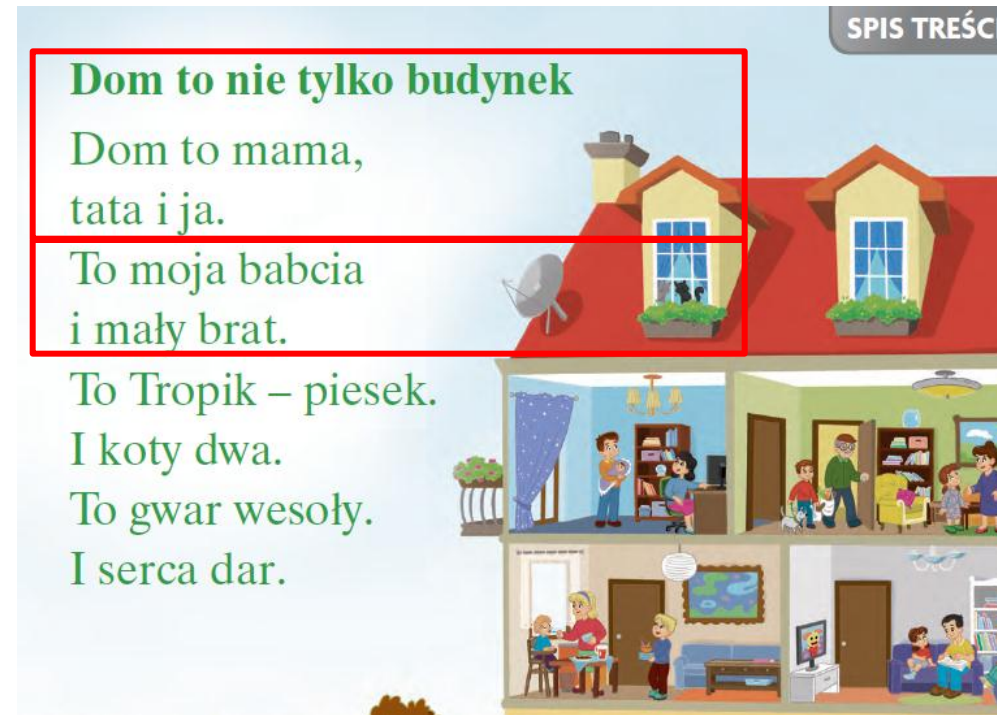 SPIS TREŚCI
Dom to nie tylko budynek
Dom to mama,
tata i ja.
To moja babcia
i mały brat.
To Tropik – piesek.
I koty dwa.
To gwar wesoły.
I serca dar.